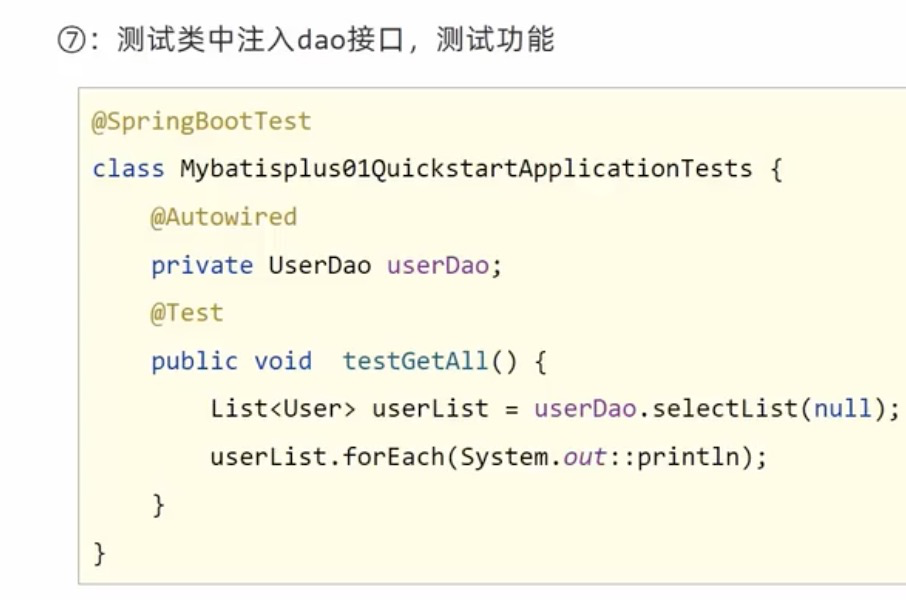 ⑦：测试类中注入dao接口，测试功能
@SpringBootTest
class Mybatisplus01QuickstartApplicationTests {
    @Autowired
    private UserDao userDao;
    @Test
    public void  testGetAll() {
        List<User> userList = userDao.selectList(null);
        userList.forEach(System.out::println);
    }
}